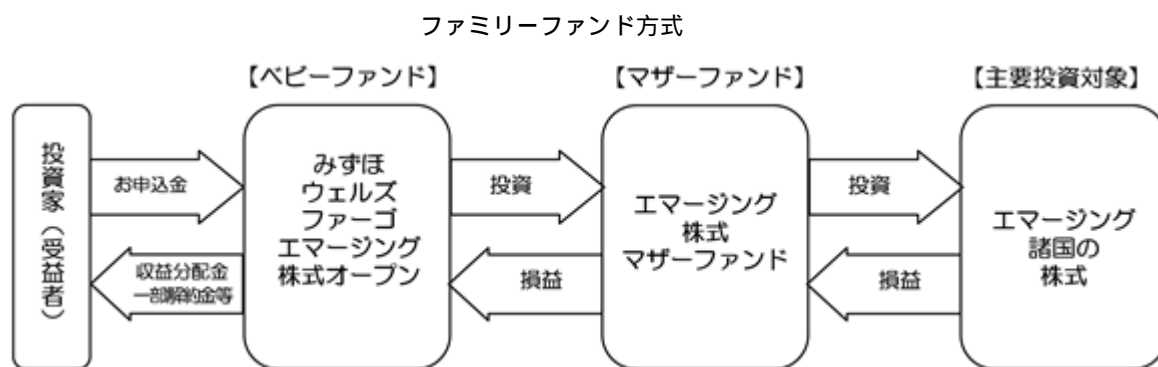 ファミリーファンド方式
【ベビーファンド】
【マザーファンド】
【主要投資対象】
投資家（受益者）
お申込金
収益分配金
一部解約金等
みずほ
ウェルズ
ファーゴ
エマージング
株式オープン
投資
損益
エマージング
株式
マザーファンド
投資
損益
エマージング
諸国の
株式